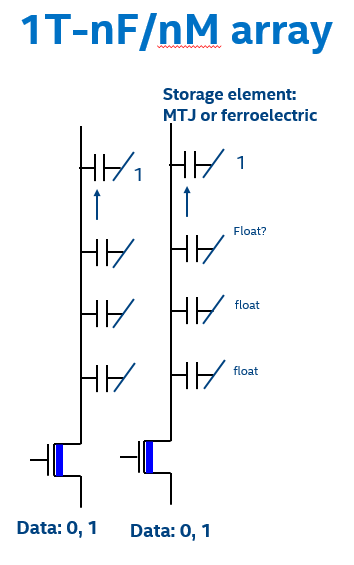 1T-nF/nM array
Storage element:
MTJ or ferroelectric
1
1
Float?
float
float
Data: 0, 1
Data: 0, 1